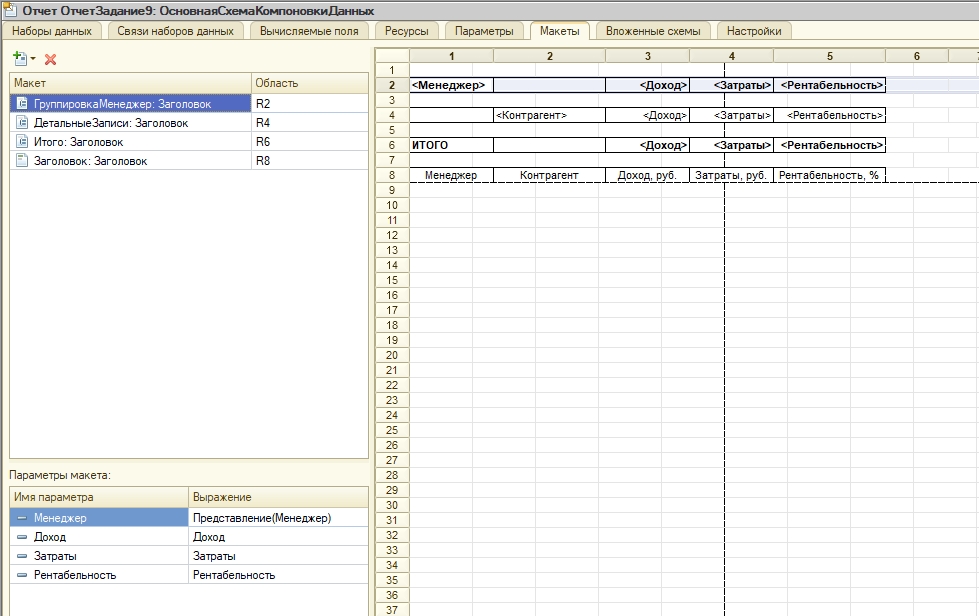 Отчет ОтчетЗадание9: ОсновнаяСхемаКомпоновкиДанных
Наборы данных Связи наборов данных Вычисляемые поля Ресурсы Параметры Макеты Вложенные схемы Настройки
Макет Область
ГруппировкаМенеджер: Заголовок R2
ДетальныеЗаписи: Заголовок R4
Итого: Заголовок R6
Заголовок: Заголовок R8
Параметры макета:
Имя параметра Выражение
Менеджер Представление(Менеджер)
Доход Доход
Затраты Затраты
Рентабельность Рентабельность
1 2 3 4 5 6 7
1
2 <Менеджер> <Доход> <Затраты> <Рентабельность>
3
4 <Контрагент> <Доход> <Затраты> <Рентабельность>
5
6 ИТОГО <Доход> <Затраты> <Рентабельность>
7
8 Менеджер Контрагент Доход, руб. Затраты, руб. Рентабельность, %
9
10
11
12
13
14
15
16
17
18
19
20
21
22
23
24
25
26
27
28
29
30
31
32
33
34
35
36
37